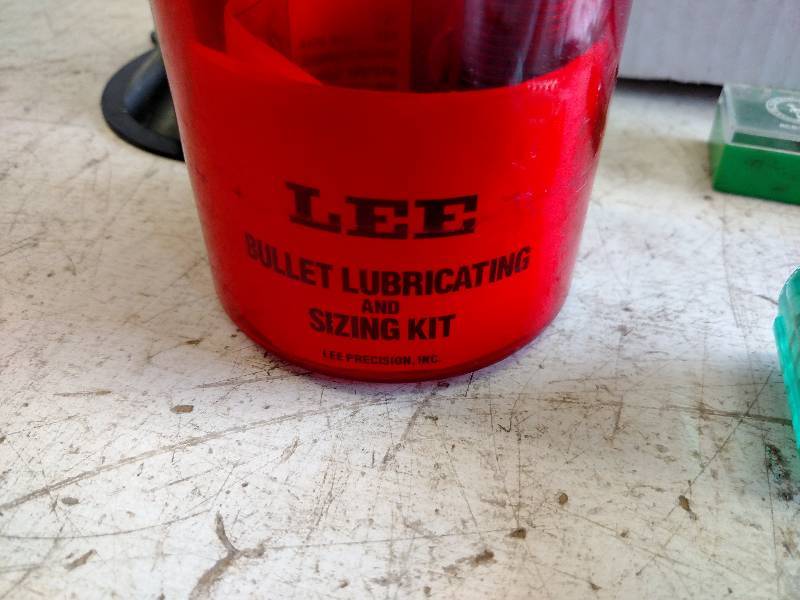 LEE
BULLET LUBRICATING
AND
SIZING KIT
LEE PRECISION, INC.